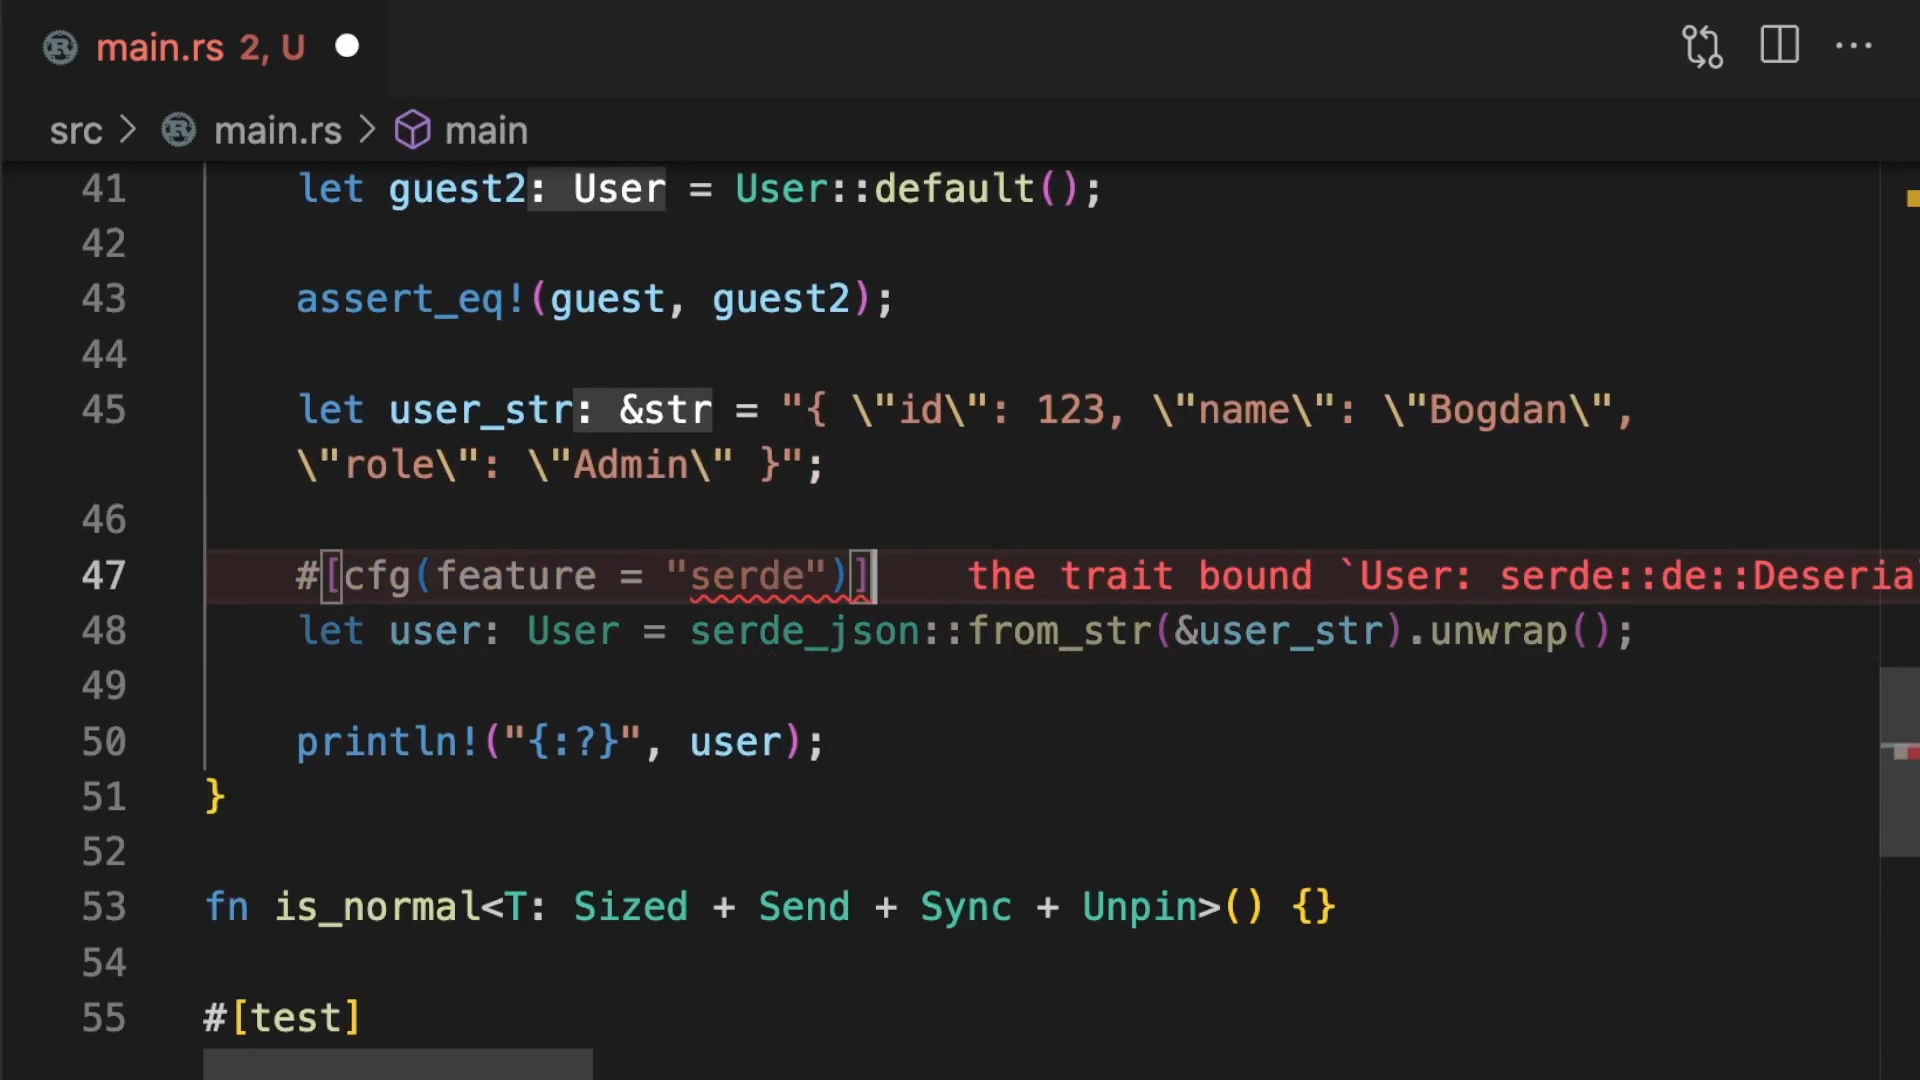 main.rs 2, U
src > main.rs > main
41 let guest2: User = User::default();
42
43 assert_eq!(guest, guest2);
44
45 let user_str: &str = "{ \"id\": 123, \"name\": \"Bogdan\",
\"role\": \"Admin\" }";
46
47 #[cfg(feature = "serde")] the trait bound `User: serde::de::Deseria
48 let user: User = serde_json::from_str(&user_str).unwrap();
49
50 println!("{:?}", user);
51 }
52
53 fn is_normal<T: Sized + Send + Sync + Unpin>() {}
54
55 #[test]